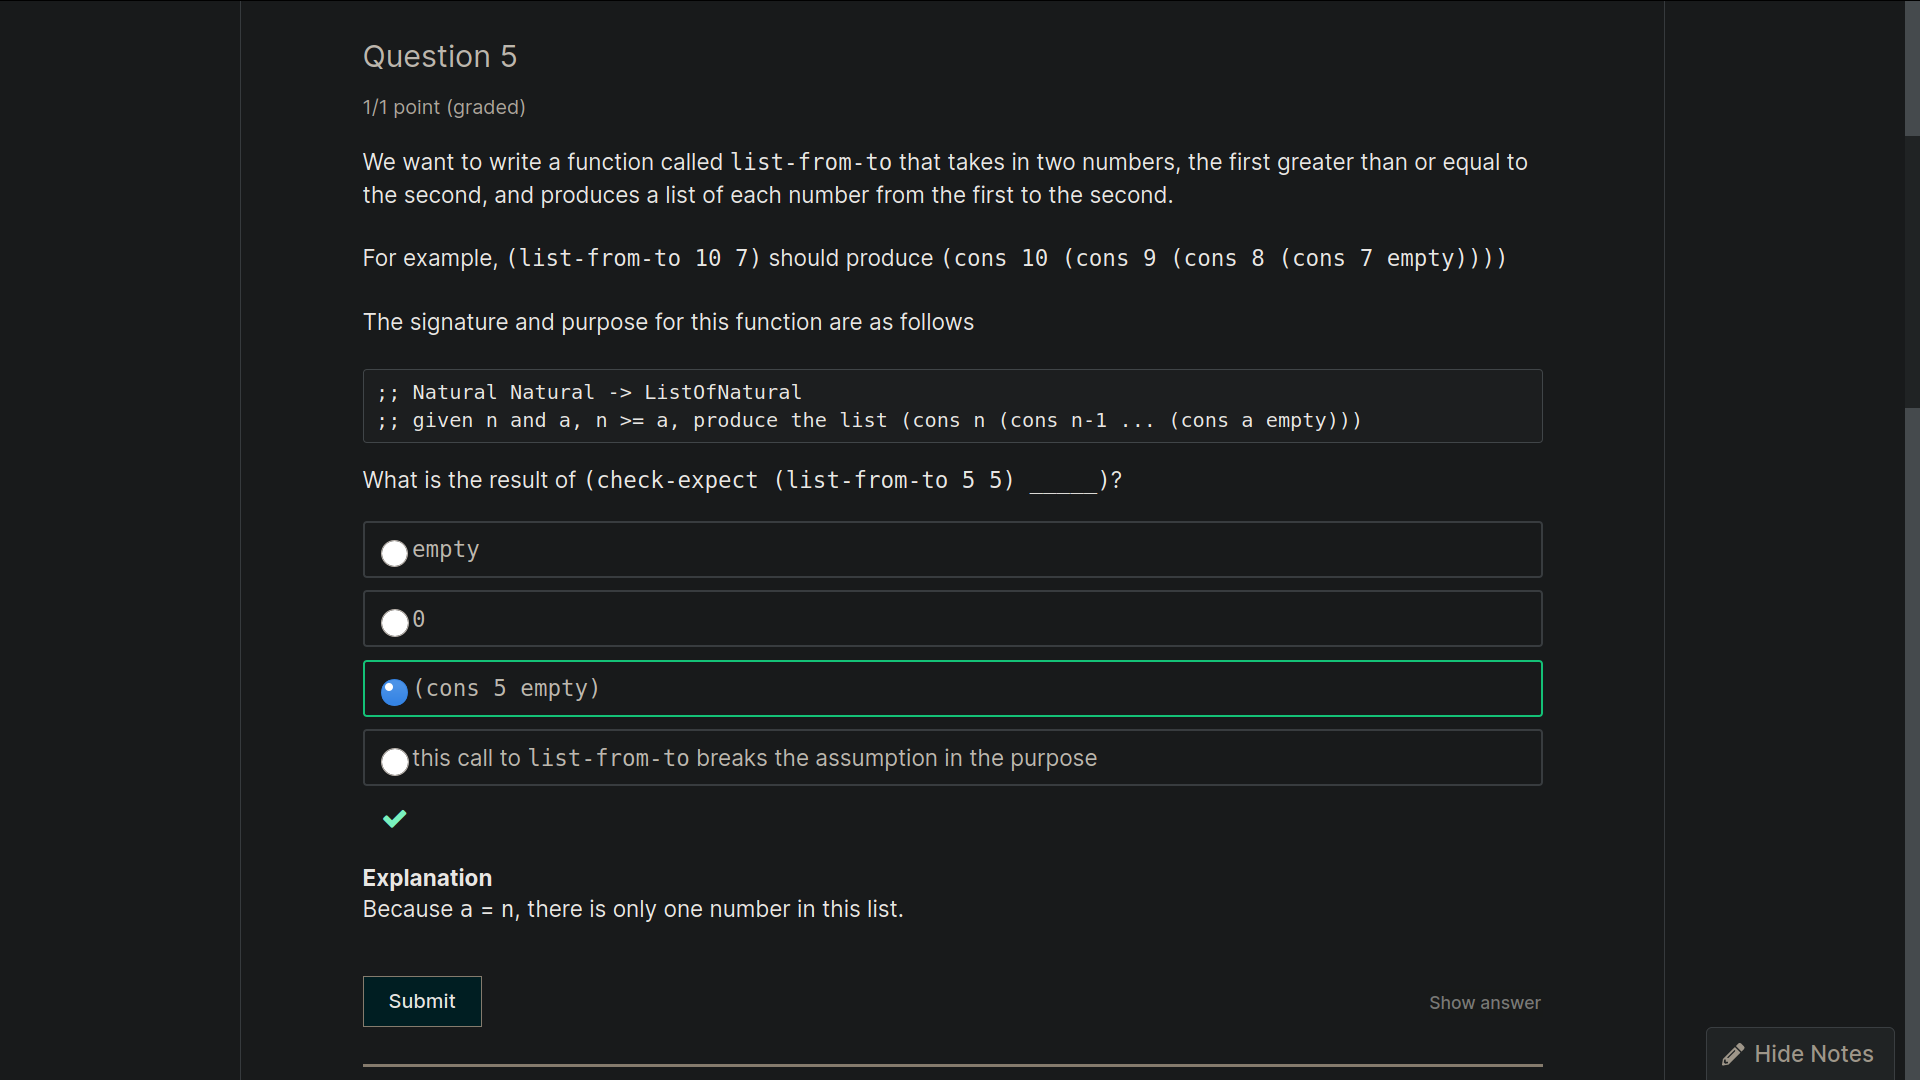 Question 5
1/1 point (graded)
We want to write a function called list-from-to that takes in two numbers, the first greater than or equal to
the second, and produces a list of each number from the first to the second.
For example, (list-from-to 10 7) should produce (cons 10 (cons 9 (cons 8 (cons 7 empty))))
The signature and purpose for this function are as follows
;; Natural Natural -> ListOfNatural
;; given n and a, n >= a, produce the list (cons n (cons n-1 ... (cons a empty)))
What is the result of (check-expect (list-from-to 5 5) _____)?
empty
0
(cons 5 empty)
this call to list-from-to breaks the assumption in the purpose
Explanation
Because a = n, there is only one number in this list.
Submit
Show answer
Hide Notes